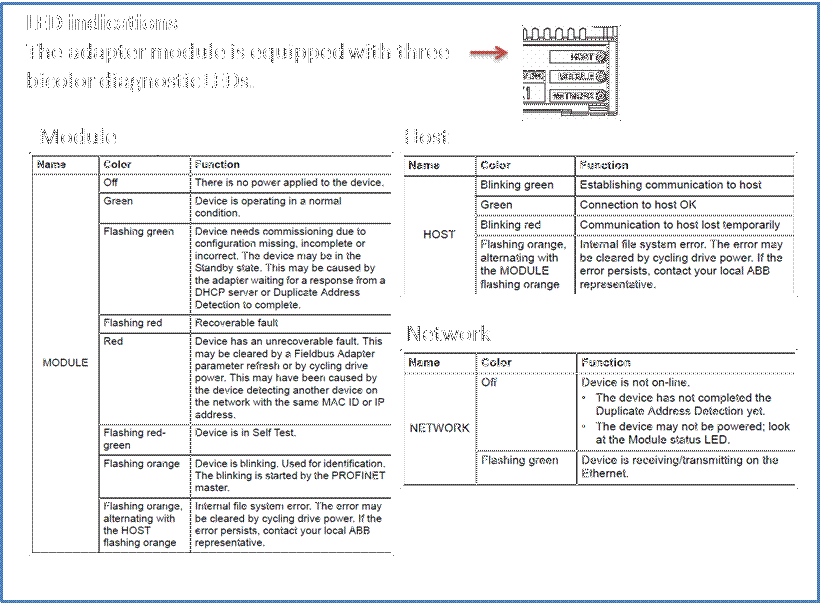 LED indications
The adapter module is equipped with three
bicolor diagnostic LEDs.
HOST
MODULE
NETWORK
Module
Name Color Function
MODULE
Off There is no power applied to the device.
Green Device is operating in a normal
condition.
Flashing green Device needs commissioning due to
configuration missing, incomplete or
incorrect. The device may be in the
Standby state. This may be caused by
the adapter waiting for a response from a
DHCP server or Duplicate Address
Detection to complete.
Flashing red Recoverable fault
Red Device has an unrecoverable fault. This
may be cleared by a Fieldbus Adapter
parameter refresh or by cycling drive
power. This may have been caused by
the device detecting another device on
the network with the same MAC ID or IP
address.
Flashing red- Device is in Self Test.
green
Flashing orange Device is blinking. Used for identification.
The blinking is started by the PROFINET
master.
Flashing orange, Internal file system error. The error may
alternating with be cleared by cycling drive power. If the
the HOST error persists, contact your local ABB
flashing orange representative.
Host
Name Color Function
HOST
Blinking green Establishing communication to host
Green Connection to host OK
Blinking red Communication to host lost temporarily
Flashing orange, Internal file system error. The error may
alternating with be cleared by cycling drive power. If the
the MODULE error persists, contact your local ABB
flashing orange representative.
Network
Name Color Function
NETWORK
Off Device is not on-line.
• The device has not completed the
Duplicate Address Detection yet.
• The device may not be powered; look
at the Module status LED.
Flashing green Device is receiving/transmitting on the
Ethernet.